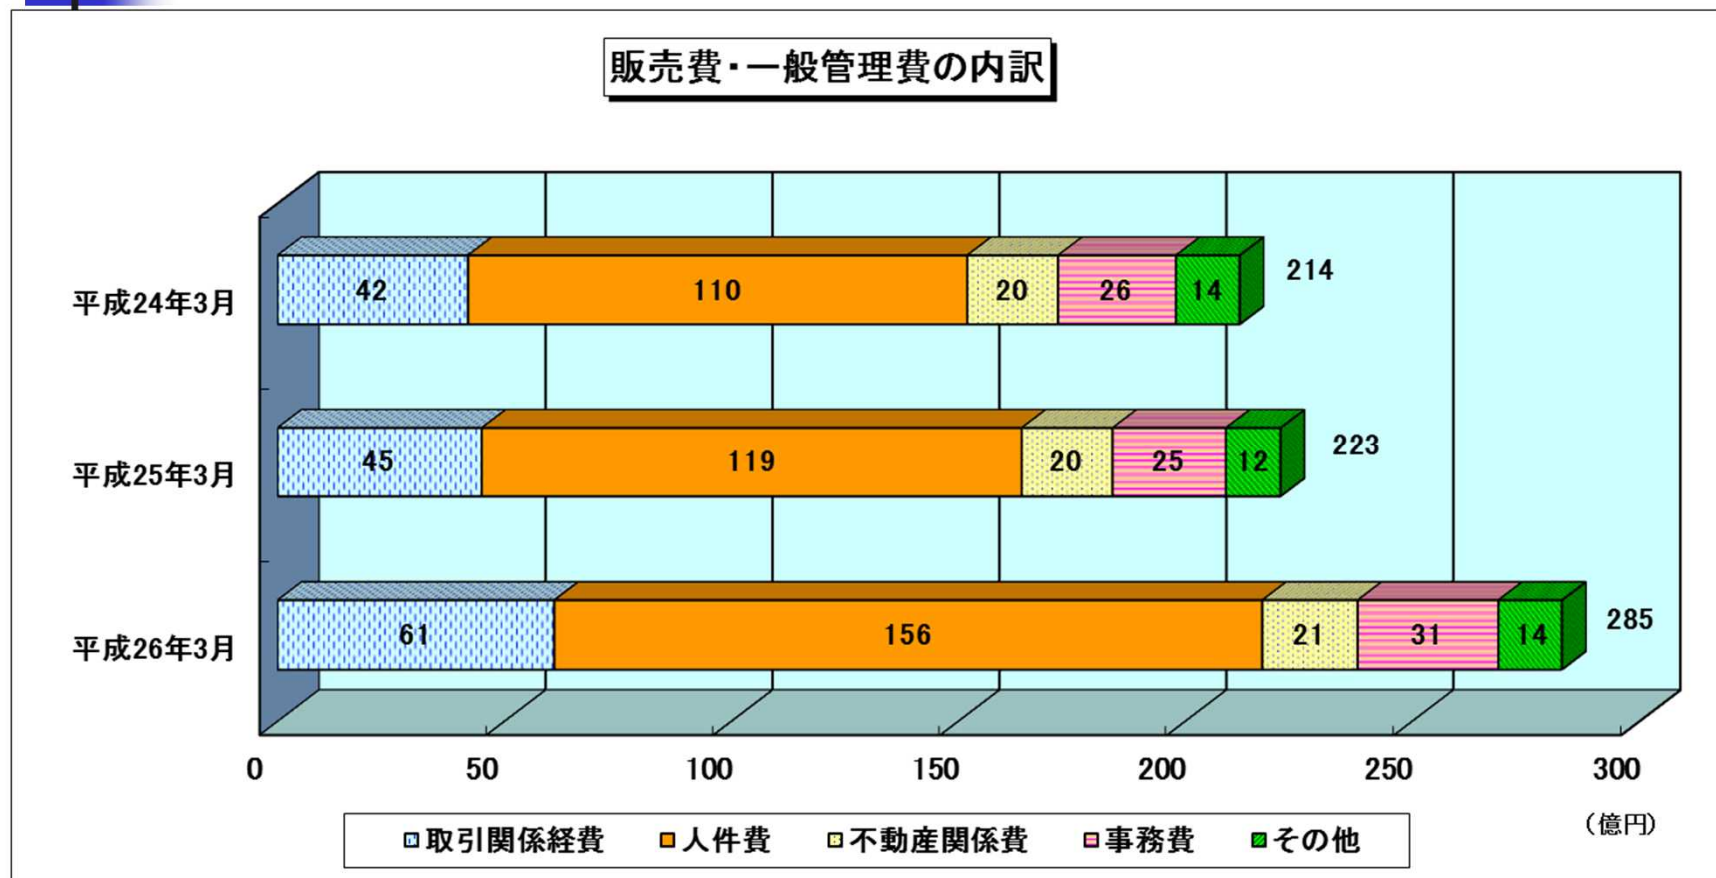 販売費・一般管理費の内訳
平成24年3月 42 110 20 26 14 214
平成25年3月 45 119 20 25 12 223
平成26年3月 61 156 21 31 14 285
0 50 100 150 200 250 300
(億円)
取引関係経費 人件費 不動産関係費 事務費 その他